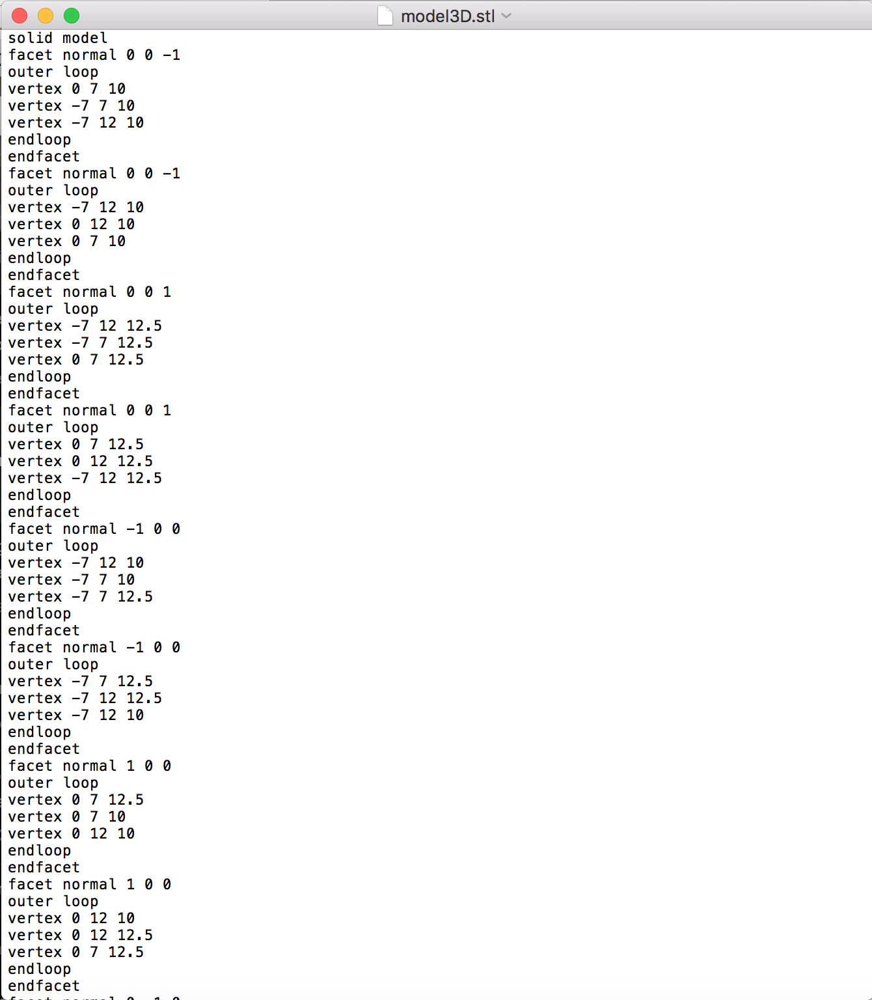 model3D.stl
solid model
facet normal 0 0 -1
outer loop
vertex 0 7 10
vertex -7 7 10
vertex -7 12 10
endloop
endfacet
facet normal 0 0 -1
outer loop
vertex -7 12 10
vertex 0 12 10
vertex 0 7 10
endloop
endfacet
facet normal 0 0 1
outer loop
vertex -7 12 12.5
vertex -7 7 12.5
vertex 0 7 12.5
endloop
endfacet
facet normal 0 0 1
outer loop
vertex 0 7 12.5
vertex 0 12 12.5
vertex -7 12 12.5
endloop
endfacet
facet normal -1 0 0
outer loop
vertex -7 12 10
vertex -7 7 10
vertex -7 7 12.5
endloop
endfacet
facet normal -1 0 0
outer loop
vertex -7 7 12.5
vertex -7 12 12.5
vertex -7 12 10
endloop
endfacet
facet normal 1 0 0
outer loop
vertex 0 7 12.5
vertex 0 7 10
vertex 0 12 10
endloop
endfacet
facet normal 1 0 0
outer loop
vertex 0 12 10
vertex 0 12 12.5
vertex 0 7 12.5
endloop
endfacet